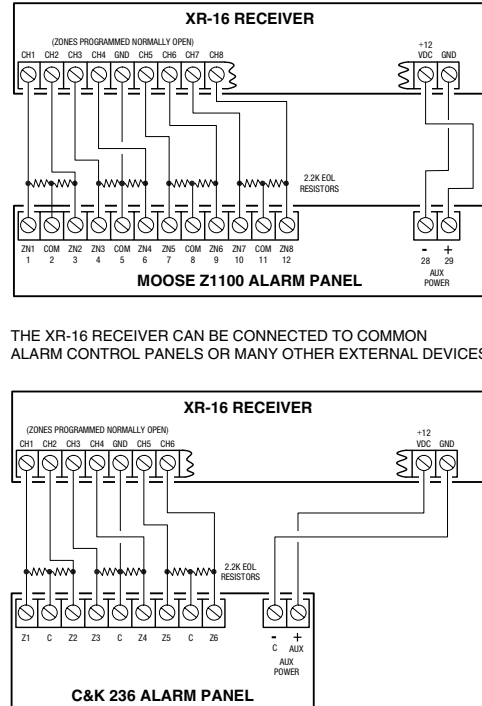 XR-16 RECEIVER
(ZONES PROGRAMMED NORMALLY OPEN)
CH1 CH2 CH3 CH4 GND CH5 CH6 CH7 CH8
+12 VDC GND
2.2K EOL
RESISTORS
ZN1 COM ZN2 ZN3 COM ZN4 ZN5 COM ZN6 ZN7 COM ZN8
1 2 3 4 5 6 7 8 9 10 11 12
- +
28 29
AUX
POWER
MOOSE Z1100 ALARM PANEL
THE XR-16 RECEIVER CAN BE CONNECTED TO COMMON
ALARM CONTROL PANELS OR MANY OTHER EXTERNAL DEVICES
XR-16 RECEIVER
(ZONES PROGRAMMED NORMALLY OPEN)
CH1 CH2 CH3 CH4 GND CH5 CH6
+12 VDC GND
2.2K EOL
RESISTORS
Z1 C Z2 Z3 C Z4 Z5 C Z6
- +
C AUX
AUX
POWER
C&K 236 ALARM PANEL